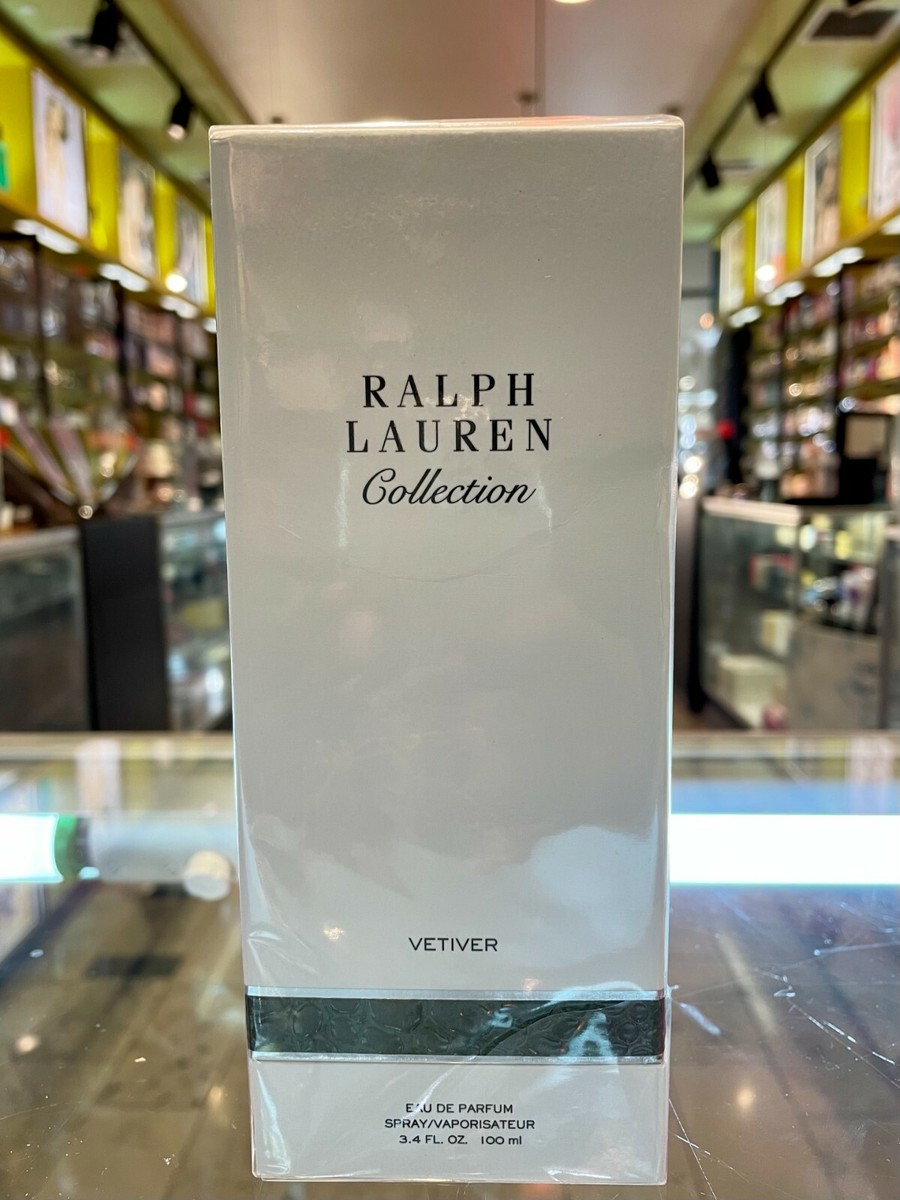 RALPH
LAUREN
Collection
VETIVER
EAU DE PARFUM
SPRAY/VAPORISATEUR
3.4 FL. OZ. 100 ml